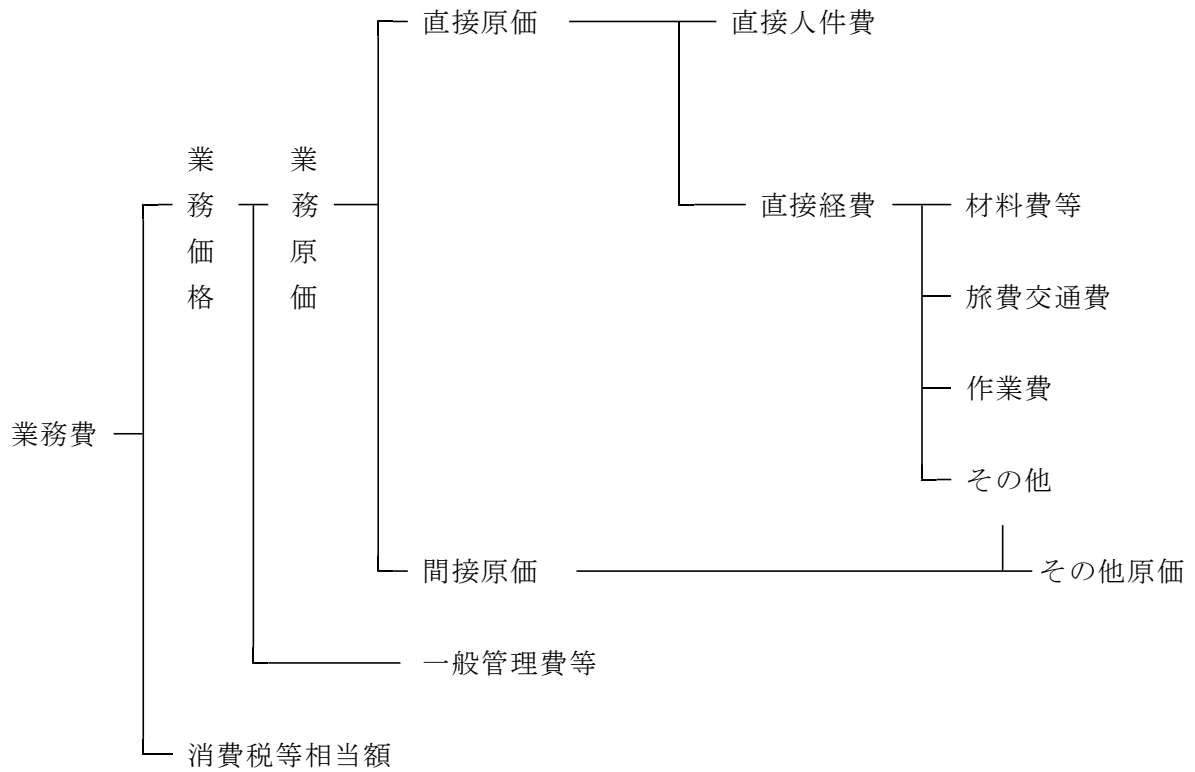 直接原価
直接人件費
業務価格
業務原価
直接経費
材料費等
旅費交通費
作業費
業務費
その他
間接原価
その他原価
一般管理費等
消費税等相当額